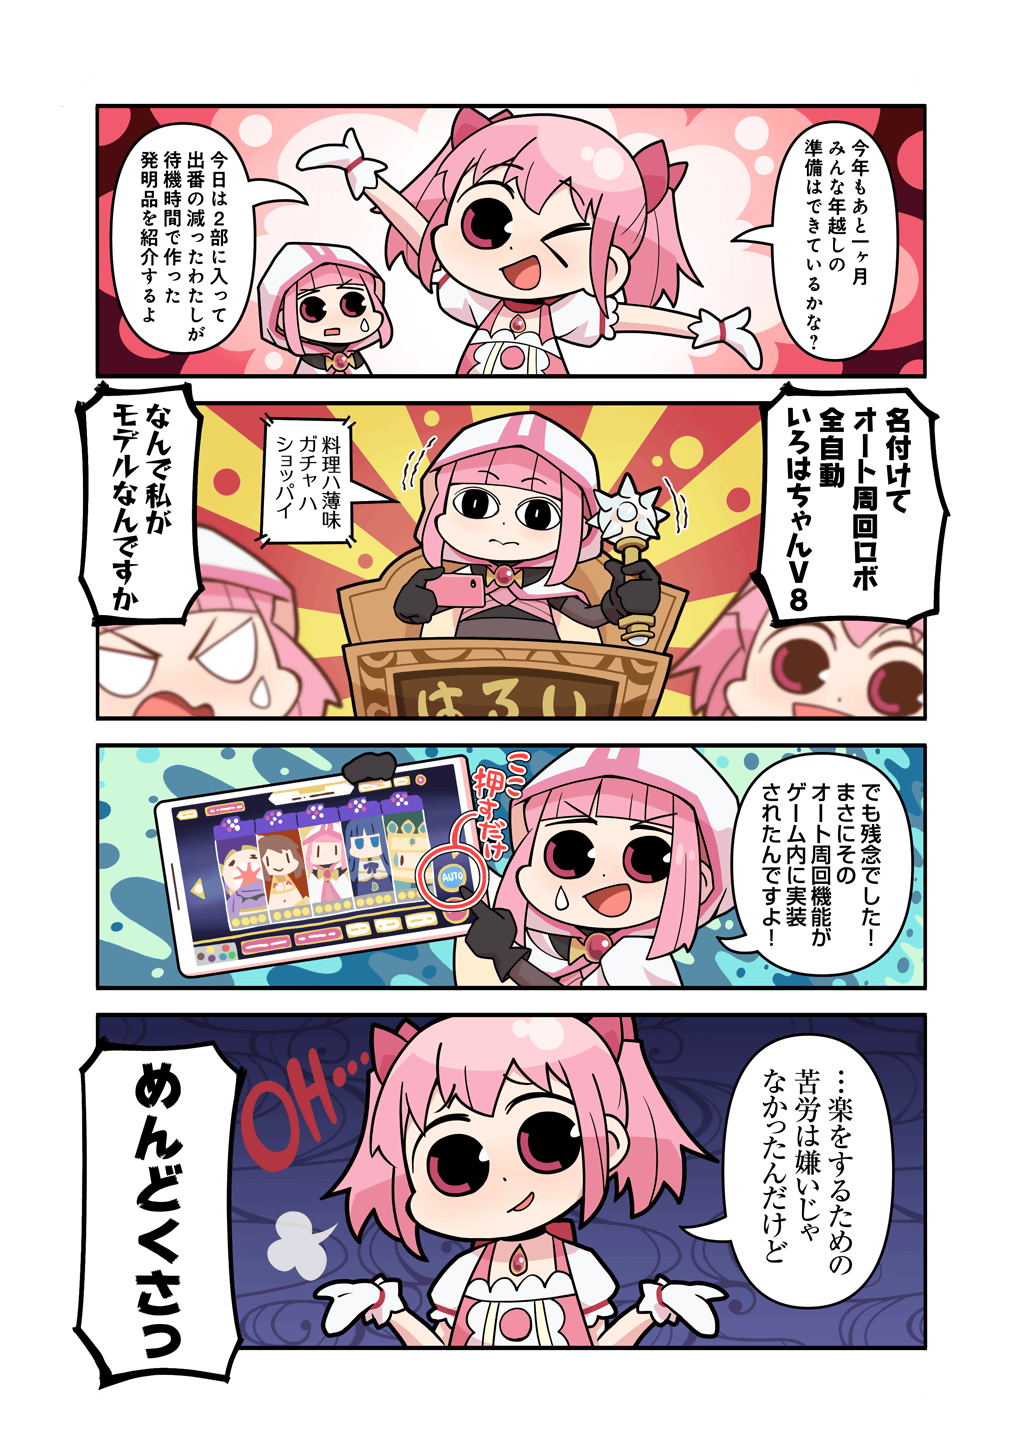 今年もあと一ヶ月
みんな年越しの
準備はできているかな？
今日は２部に入って
出番の減ったわたしが
待機時間で作った
発明品を紹介するよ
名付けて
オート周回ロボ
全自動
いろはちゃんV８
料理ハ薄味
ガチャハ
ショッパイ
なんで私が
モデルなんですか
はろい
でも残念でした！
まさにその
オート周回機能が
ゲーム内に実装
されたんですよ！
ここ
押すだけ
AUTO
…楽をするための
苦労は嫌いじゃ
なかったんだけど
OH…
めんどくさっ